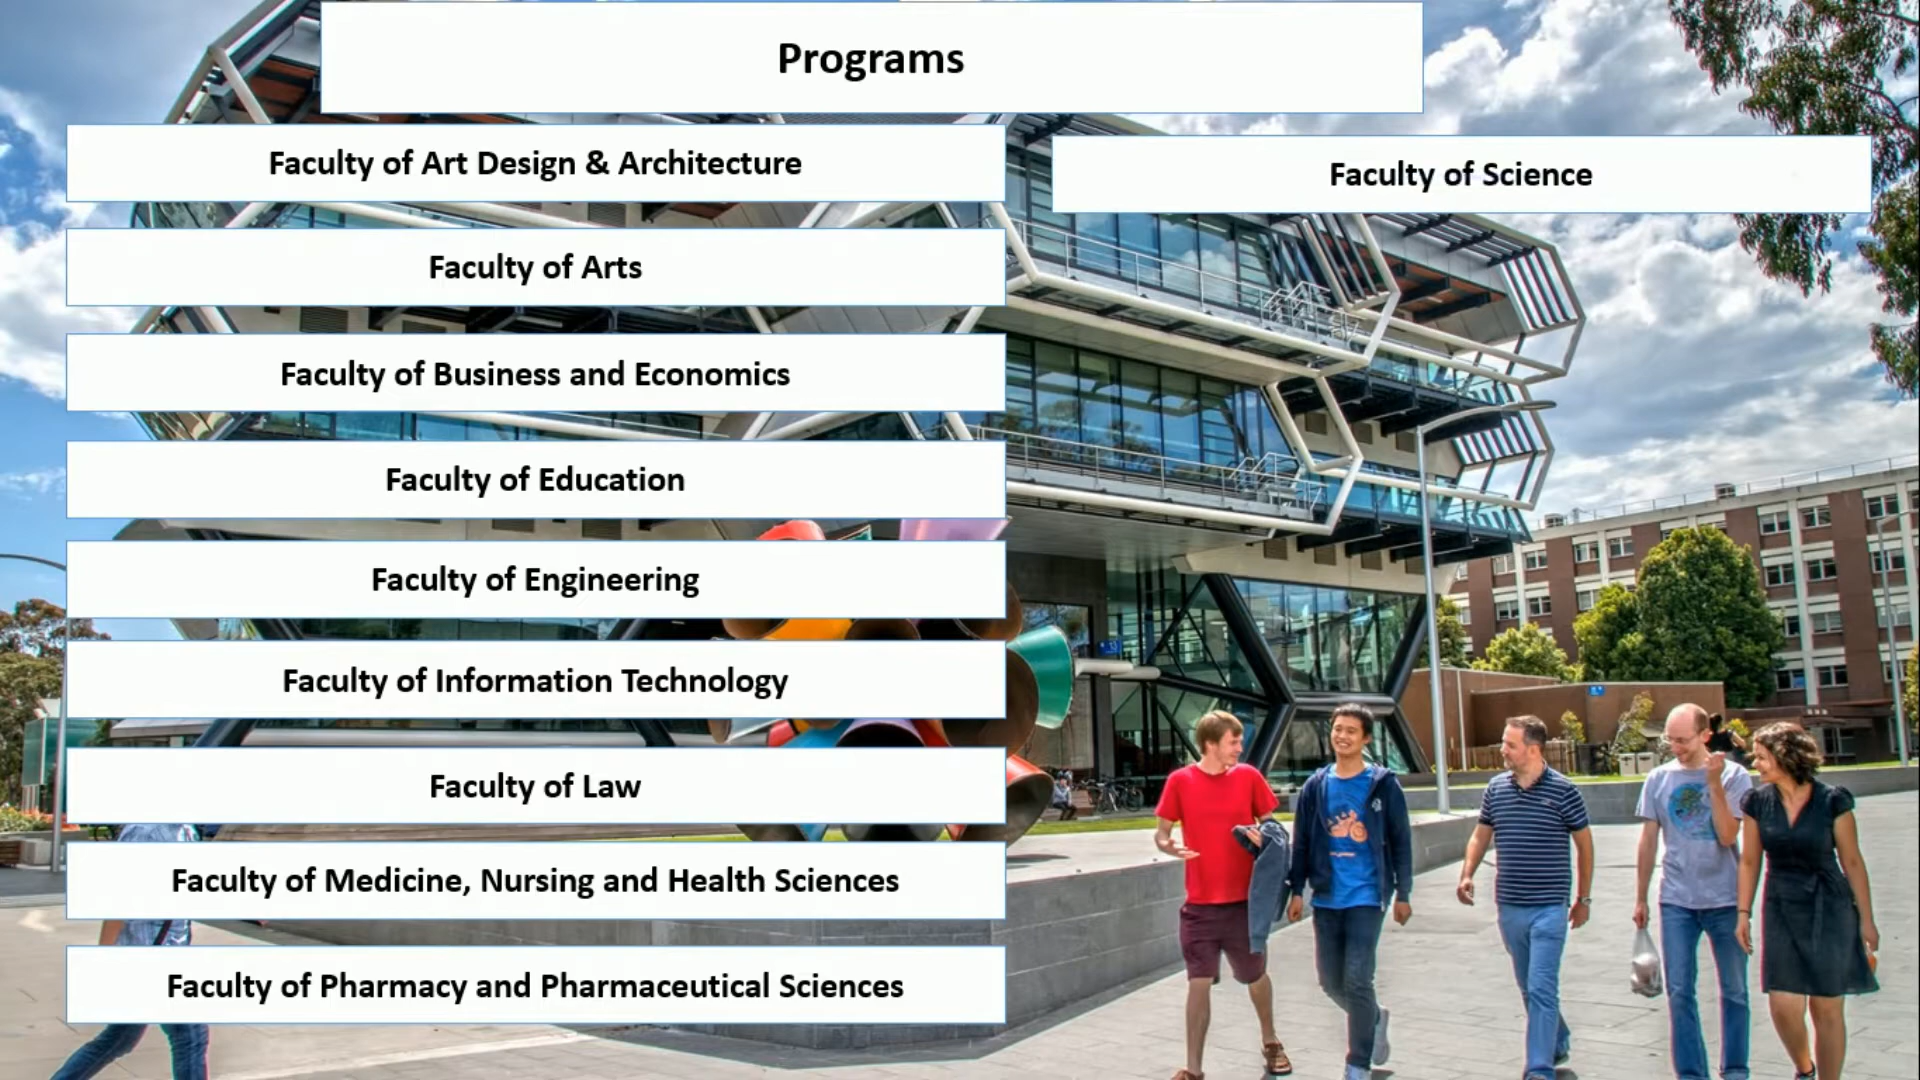 Programs
Faculty of Art Design & Architecture
Faculty of Arts
Faculty of Business and Economics
Faculty of Education
Faculty of Engineering
Faculty of Information Technology
Faculty of Law
Faculty of Medicine, Nursing and Health Sciences
Faculty of Pharmacy and Pharmaceutical Sciences
Faculty of Science